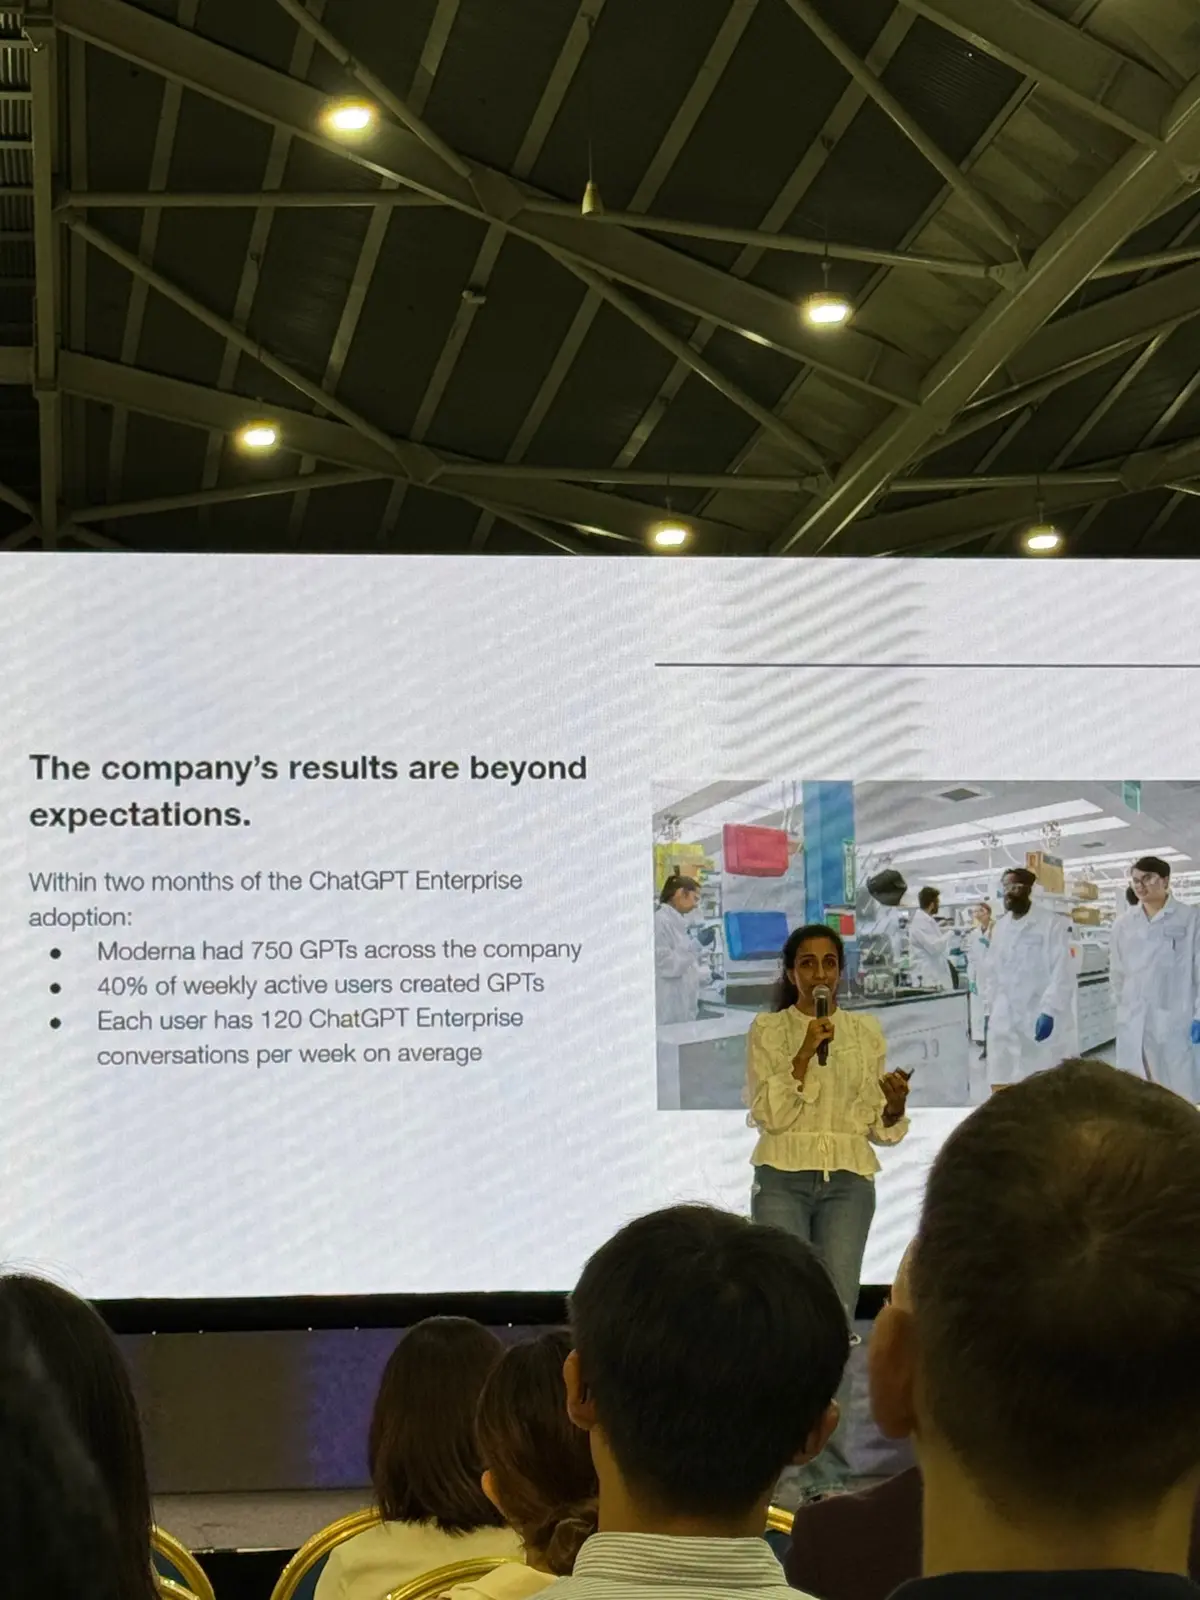 The company's results are beyond
expectations.
Within two months of the ChatGPT Enterprise
adoption:
● Moderna had 750 GPTs across the company
● 40% of weekly active users created GPTs
● Each user has 120 ChatGPT Enterprise
conversations per week on average